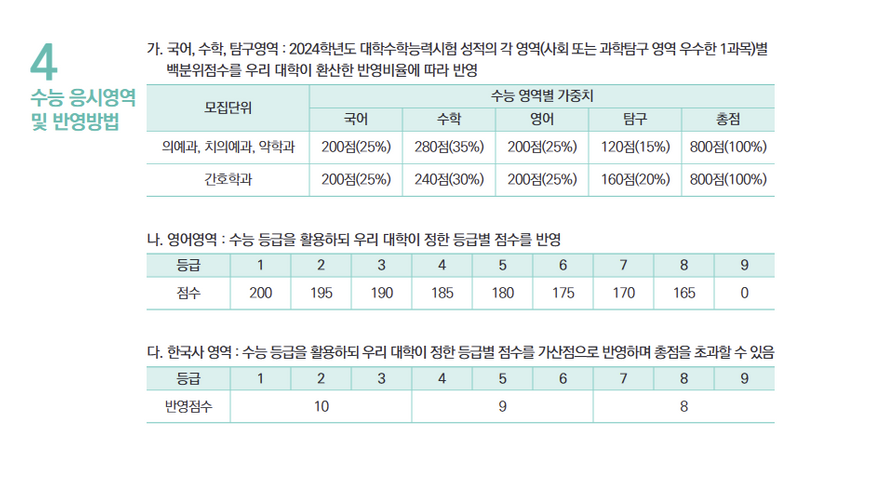 4
수능 응시영역
및 반영방법
가. 국어, 수학, 탐구영역 : 2024학년도 대학수학능력시험 성적의 각 영역(사회 또는 과학탐구 영역 우수한 1과목)별
백분위점수를 우리 대학이 환산한 반영비율에 따라 반영
모집단위 수능 영역별 가중치
국어 수학 영어 탐구 총점
의예과, 치의예과, 약학과 200점(25%) 280점(35%) 200점(25%) 120점(15%) 800점(100%)
간호학과 200점(25%) 240점(30%) 200점(25%) 160점(20%) 800점(100%)
나. 영어영역 : 수능 등급을 활용하되 우리 대학이 정한 등급별 점수를 반영
등급 1 2 3 4 5 6 7 8 9
점수 200 195 190 185 180 175 170 165 0
다. 한국사 영역 : 수능 등급을 활용하되 우리 대학이 정한 등급별 점수를 가산점으로 반영하며 총점을 초과할 수 있음
등급 1 2 3 4 5 6 7 8 9
반영점수 10 9 8